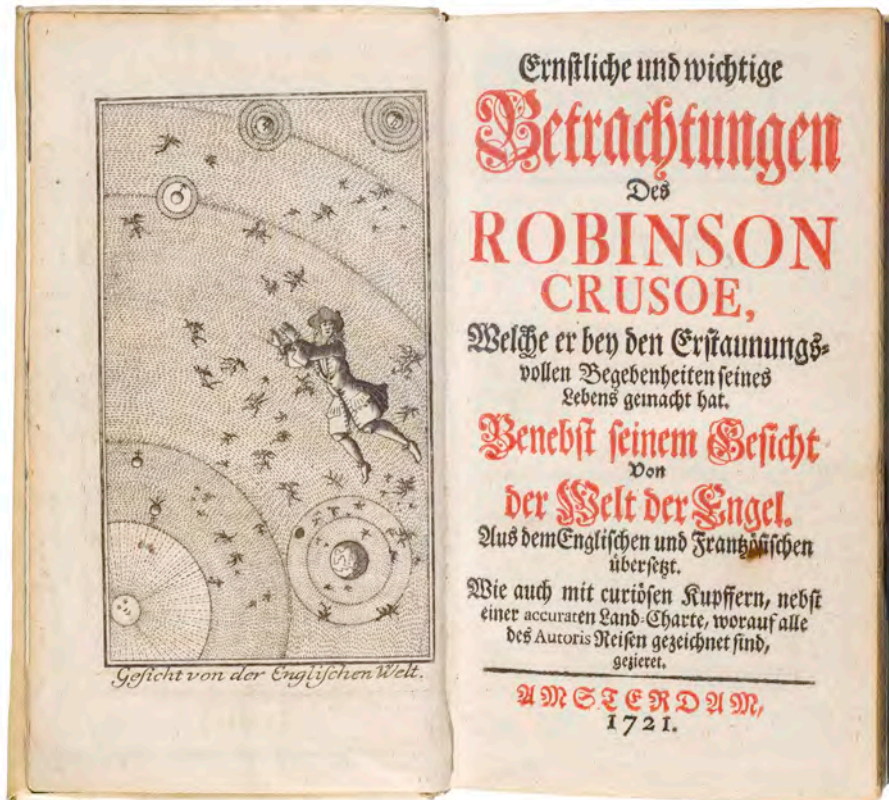 Gesicht von der Englischen Welt.
Ernstliche und wichtige
Betrachtungen
Des
ROBINSON
CRUSOE,
Welche er bey den Erstaunungs-
vollen Begebenheiten seines
Lebens gemacht hat.
Benebst seinem Gesicht
Von
der Welt der Engel.
Aus dem Englischen und Frantzösischen
übersetzt.
Wie auch mit curiösen Kupffern, nebst
einer accuraten Land-Charte, worauf alle
des Autoris Reisen gezeichnet sind,
gezieret.
AMSTERDAM,
1721.